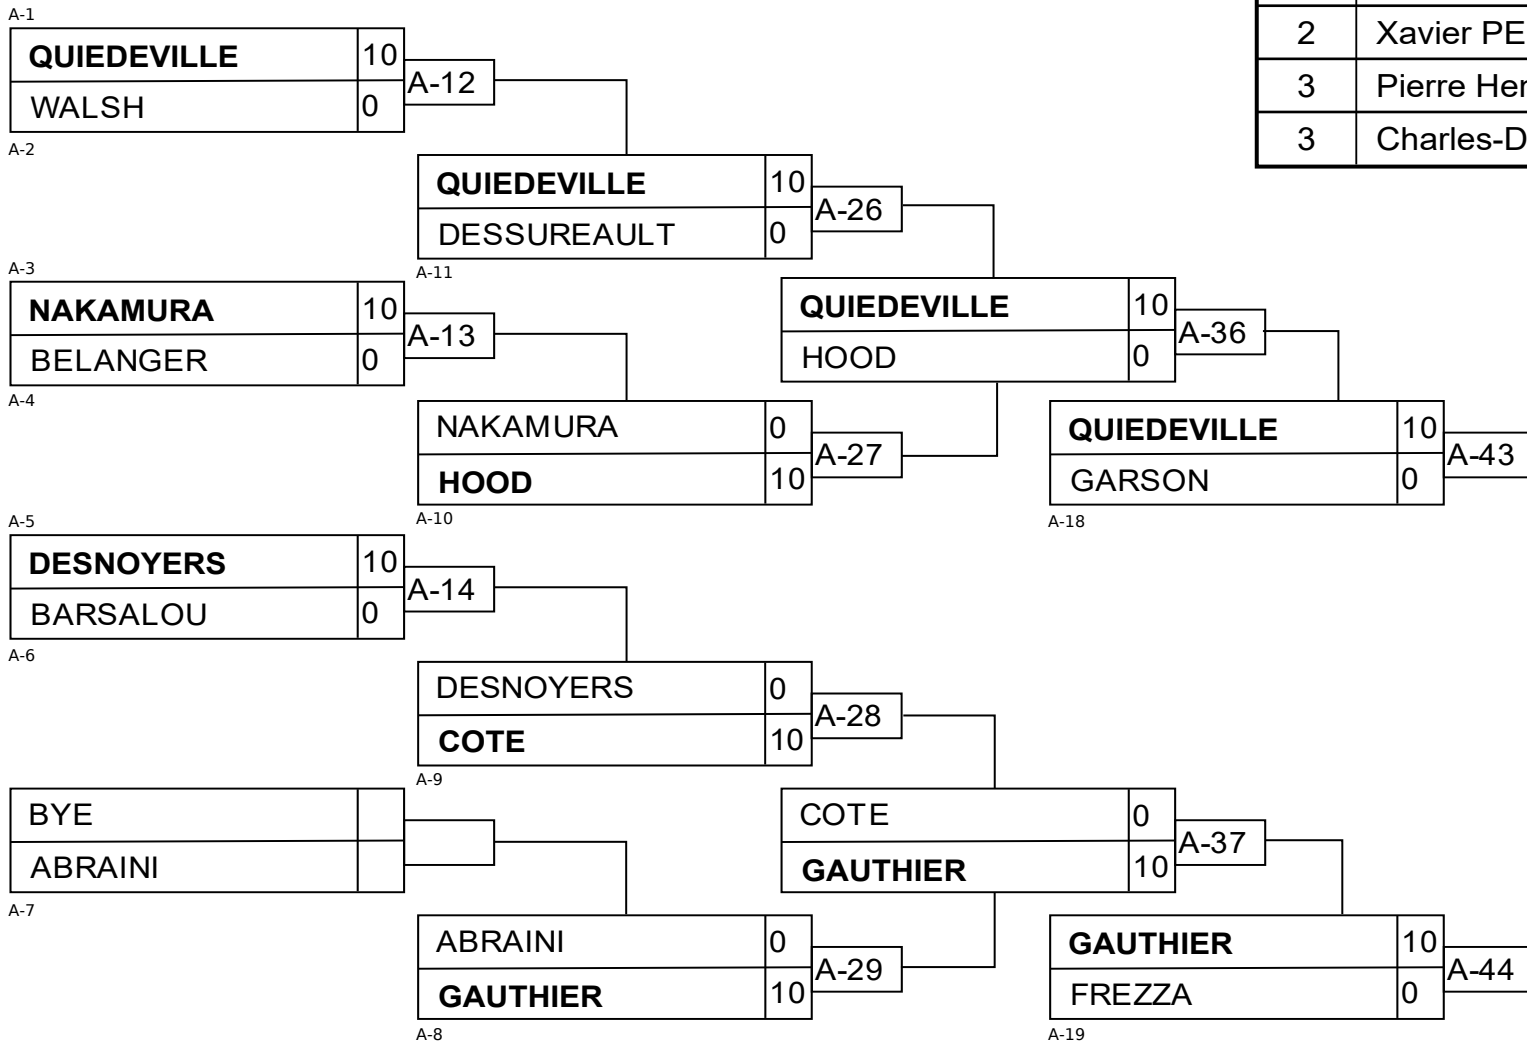 A-1
QUIEDEVILLE 10
WALSH 0
A-12
A-2
2 Xavier PE
3 Pierre Her
3 Charles-D
QUIEDEVILLE 10
DESSUREAULT 0
A-26
A-11
A-3
NAKAMURA 10
BELANGER 0
A-13
A-4
QUIEDEVILLE 10
HOOD 0
A-36
NAKAMURA 0
HOOD 10
A-27
A-10
QUIEDEVILLE 10
GARSON 0
A-43
A-18
A-5
DESNOYERS 10
BARSALOU 0
A-14
A-6
DESNOYERS 0
COTE 10
A-28
A-9
BYE
ABRAINI
A-7
COTE 0
GAUTHIER 10
A-37
ABRAINI 0
GAUTHIER 10
A-29
A-8
GAUTHIER 10
FREZZA 0
A-44
A-19